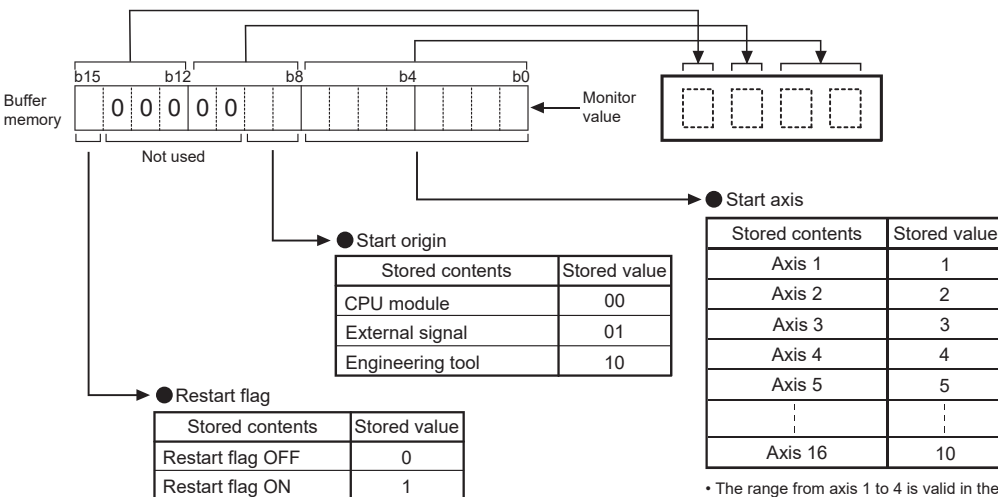 b15 b12 b8 b4 b0
Buffer
memory
0 0 0 0 0
Monitor
value
Not used
Start axis
Stored contents Stored value
Axis 1 1
Axis 2 2
Axis 3 3
Axis 4 4
Axis 5 5
Axis 16 10
• The range from axis 1 to 4 is valid in the
Start origin
Stored contents Stored value
CPU module 00
External signal 01
Engineering tool 10
Restart flag
Stored contents Stored value
Restart flag OFF 0
Restart flag ON 1